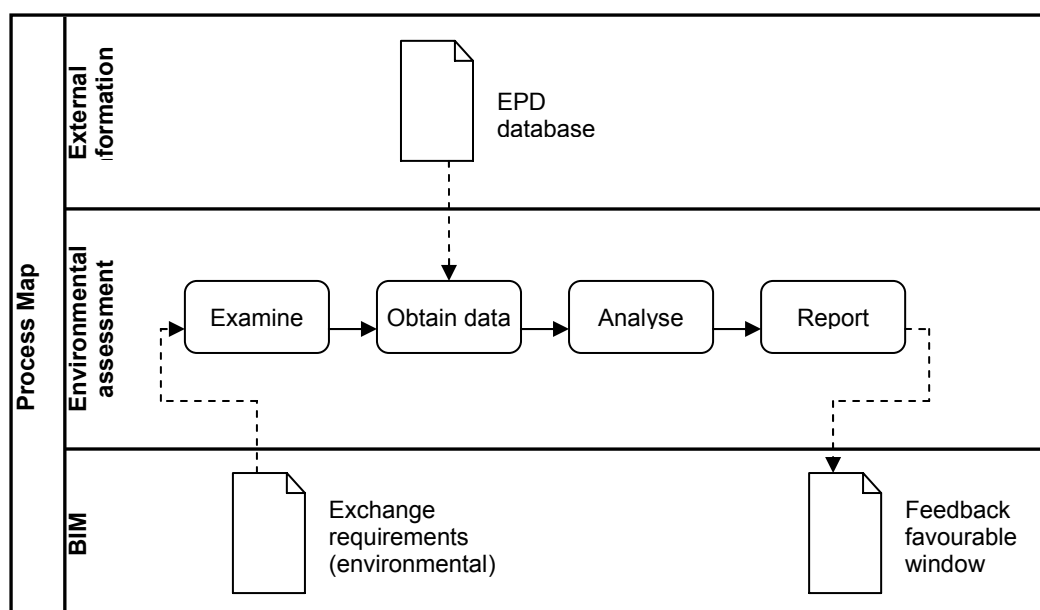 Process Map
External
ıformation
EPD
database
Environmental
assessment
Examine
Obtain data
Analyse
Report
BIM
Exchange
requirements
(environmental)
Feedback
favourable
window